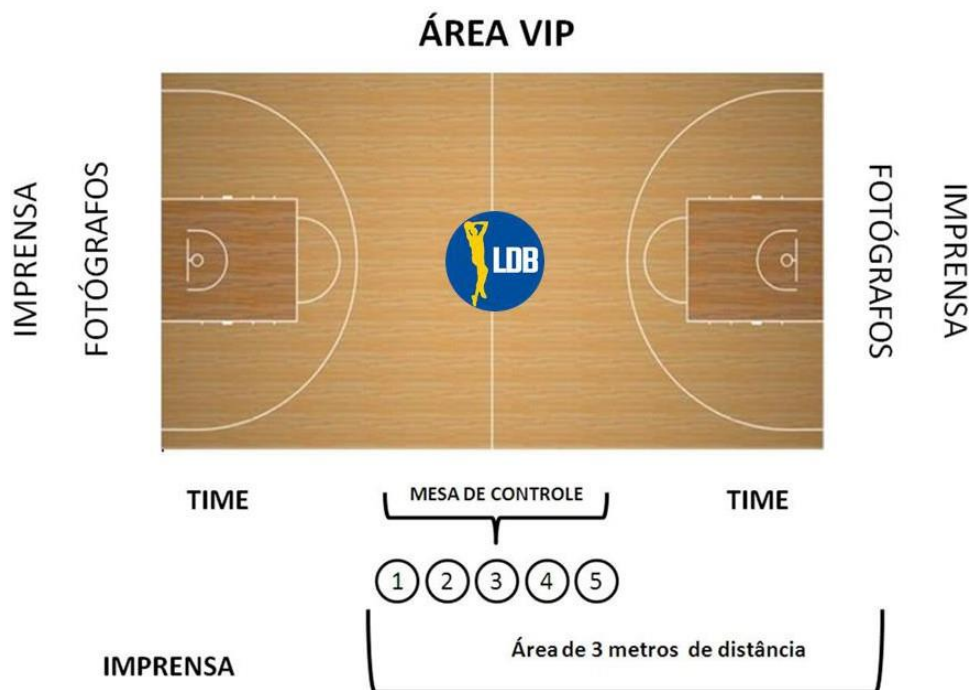 ÁREA VIP
IMPRENSA
FOTÓGRAFOS
LDB
FOTÓGRAFOS
IMPRENSA
TIME
MESA DE CONTROLE
TIME
1 2 3 4 5
Área de 3 metros de distância
IMPRENSA